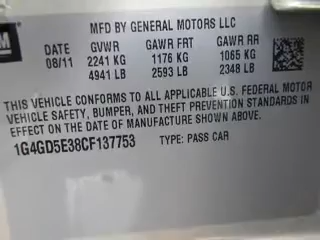 GM
MFD BY GENERAL MOTORS LLC
DATE GVWR GAWR FRT GAWR RR
08/11 2241 KG 1176 KG 1065 KG
4941 LB 2593 LB 2348 LB
THIS VEHICLE CONFORMS TO ALL APPLICABLE U.S. FEDERAL MOTOR
VEHICLE SAFETY, BUMPER, AND THEFT PREVENTION STANDARDS IN
EFFECT ON THE DATE OF MANUFACTURE SHOWN ABOVE.
1G4GD5E38CF137753 TYPE: PASS CAR